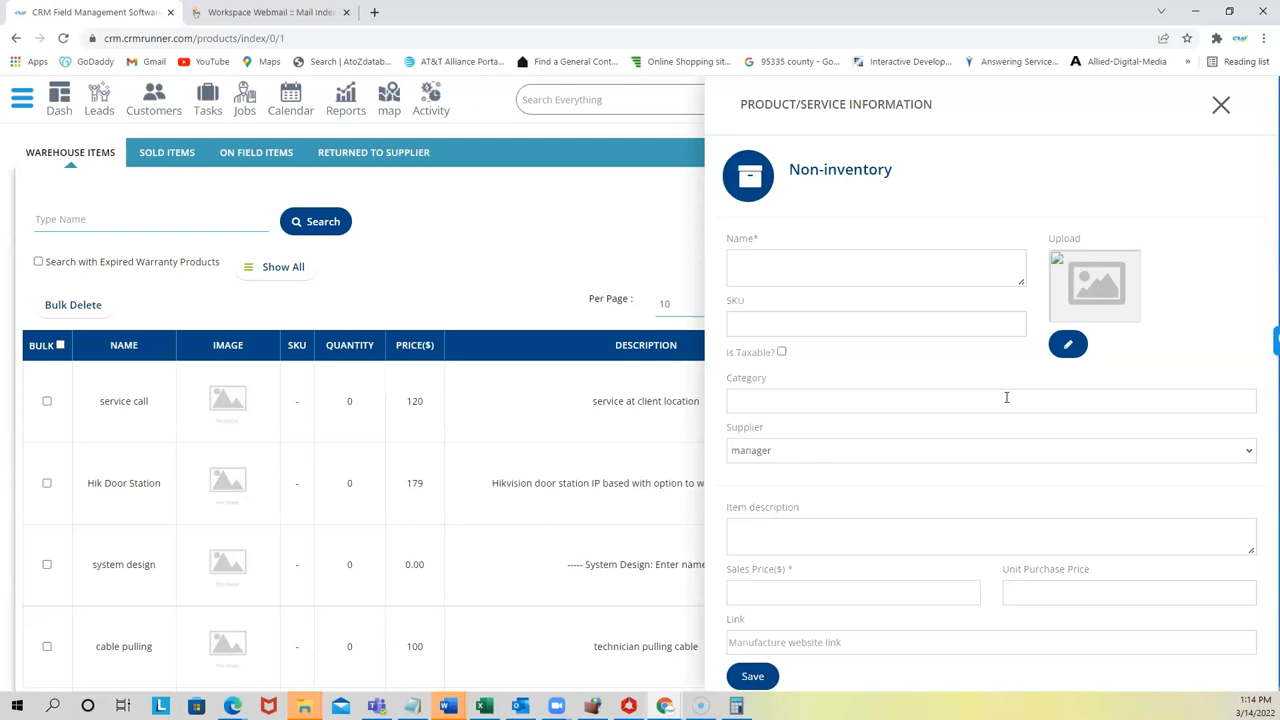 CRM Field Management Softwar
Workspace Webmail :: Mail Index
crm.crmrunner.com/products/index/0/1
Apps GoDaddy Gmail YouTube Maps Search | AtoZdatab... AT&T Alliance Porta... Find a General Cont... Online Shopping sit... 95335 county - Go... Interactive Develop... Answering Service... Allied-Digital-Media » Reading list
Dash Leads Customers Tasks Jobs Calendar Reports map Activity
Search Everything
PRODUCT/SERVICE INFORMATION
WAREHOUSE ITEMS SOLD ITEMS ON FIELD ITEMS RETURNED TO SUPPLIER
Non-inventory
Type Name
Search
Search with Expired Warranty Products
Show All
Bulk Delete
Per Page :
10
BULK NAME IMAGE SKU QUANTITY PRICE($) DESCRIPTION
service call - 0 120 service at client location
Hik Door Station - 0 179 Hikvision door station IP based with option to w
system design - 0 0.00 ----- System Design: Enter name
cable pulling - 0 100 technician pulling cable
Name*
Upload
SKU
Is Taxable?
Category
Supplier
manager
Item description
Sales Price($) *
Unit Purchase Price
Link
Manufacture website link
Save
1:14 PM
3/14/2022